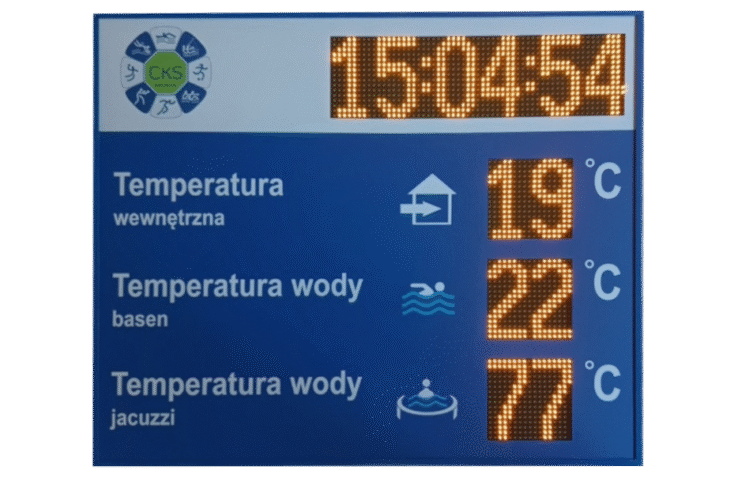 CKS
15:04:54
Temperatura
wewnętrzna
19 °C
Temperatura wody
basen
22 °C
Temperatura wody
jacuzzi
77 °C